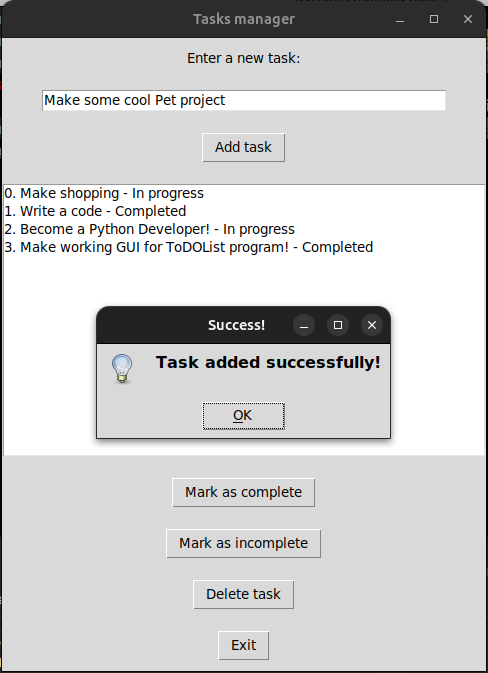 Tasks manager
Enter a new task:
Make some cool Pet project
Add task
0. Make shopping - In progress
1. Write a code - Completed
2. Become a Python Developer! - In progress
3. Make working GUI for ToDOList program! - Completed
Success!
Task added successfully!
OK
Mark as complete
Mark as incomplete
Delete task
Exit